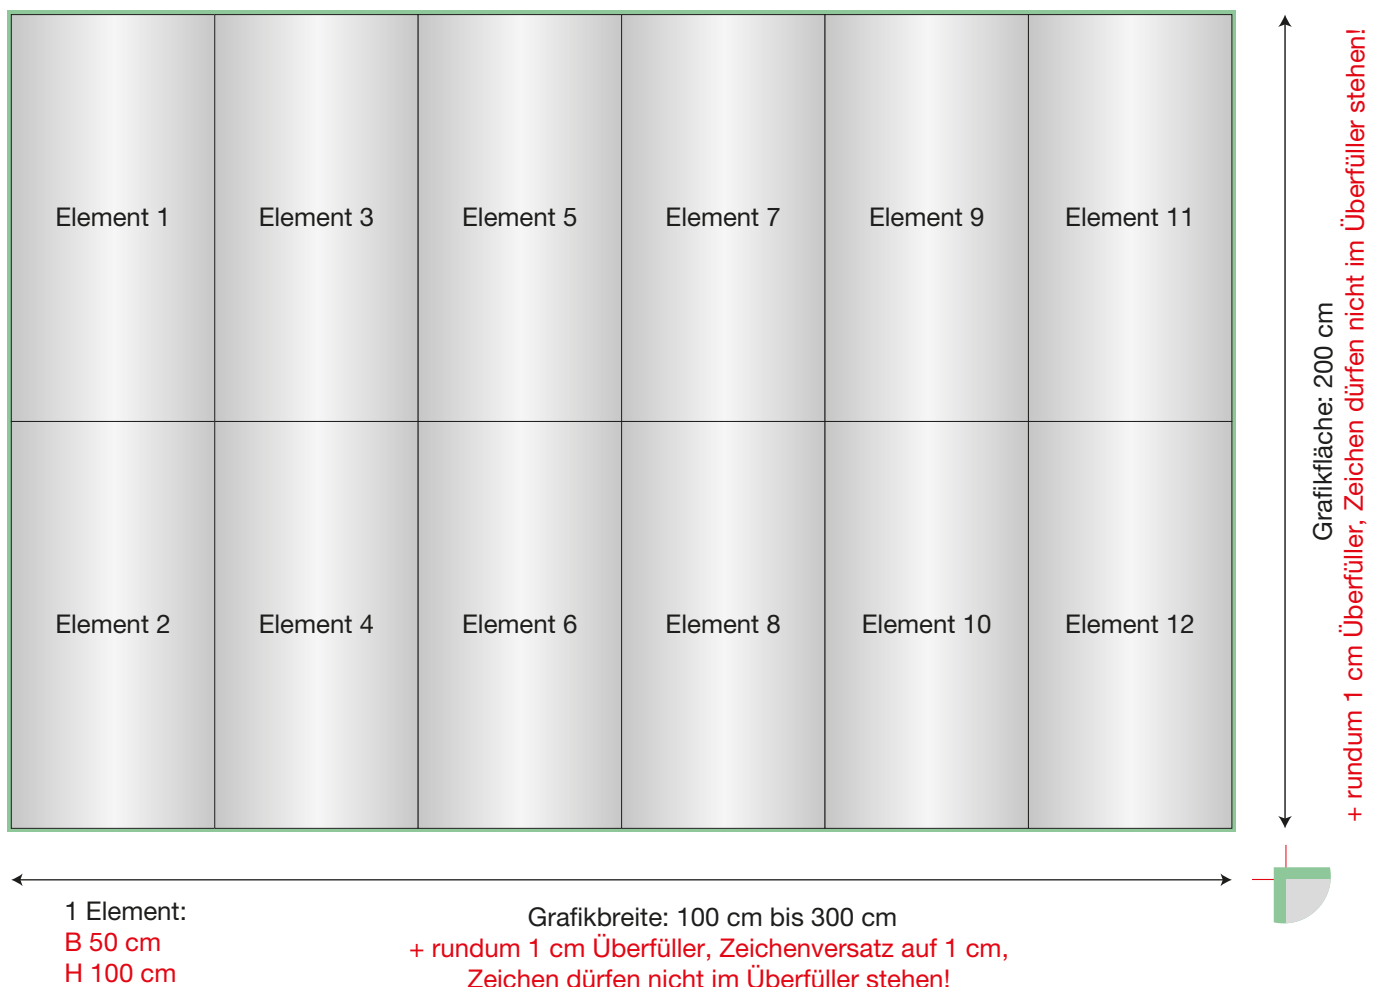 Element 1
Element 3
Element 5
Element 7
Element 9
Element 11
Element 2
Element 4
Element 6
Element 8
Element 10
Element 12
Grafikfläche: 200 cm
+ rundum 1 cm Überfüller, Zeichen dürfen nicht im Überfüller stehen!
1 Element:
B 50 cm
H 100 cm
Grafikbreite: 100 cm bis 300 cm
+ rundum 1 cm Überfüller, Zeichenversatz auf 1 cm,
Zeichen dürfen nicht im Überfüller stehen!